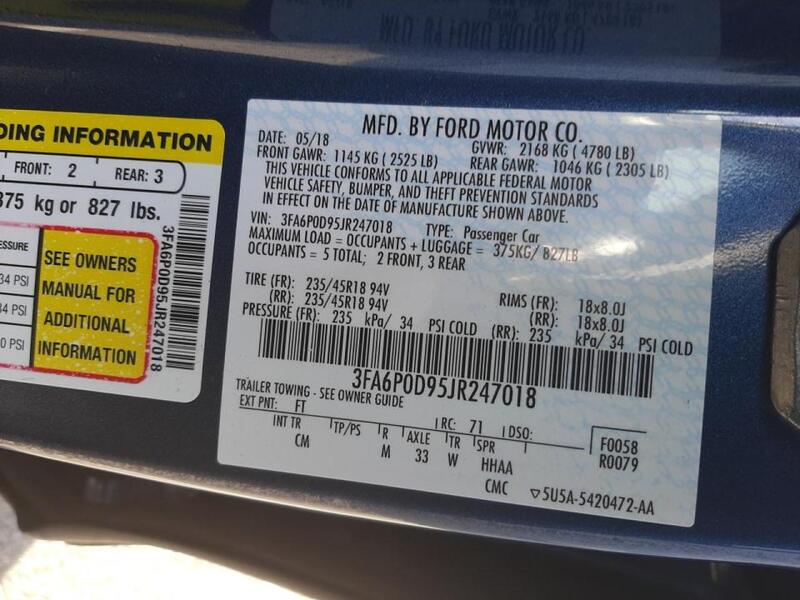 DING INFORMATION
FRONT: 2 REAR: 3
375 kg or 827 lbs.
SEE OWNERS
MANUAL FOR
ADDITIONAL
INFORMATION
34 PSI
34 PSI
0 PSI
3FA6P0D95JR247018
MFD. BY FORD MOTOR CO.
DATE: 05/18 GVWR: 2168 KG ( 4780 LB)
FRONT GAWR: 1145 KG ( 2525 LB) REAR GAWR: 1046 KG ( 2305 LB)
THIS VEHICLE CONFORMS TO ALL APPLICABLE FEDERAL MOTOR
VEHICLE SAFETY, BUMPER, AND THEFT PREVENTION STANDARDS
IN EFFECT ON THE DATE OF MANUFACTURE SHOWN ABOVE.
VIN: 3FA6P0D95JR247018 TYPE: Passenger Car
MAXIMUM LOAD = OCCUPANTS + LUGGAGE = 375KG/ 827LB
OCCUPANTS = 5 TOTAL; 2 FRONT, 3 REAR
TIRE (FR): 235/45R18 94V RIMS (FR): 18x8.0J
(RR): 235/45R18 94V (RR): 18x8.0J
PRESSURE (FR): 235 kPa/ 34 PSI COLD (RR): 235 kPa/ 34 PSI COLD
3FA6P0D95JR247018
TRAILER TOWING - SEE OWNER GUIDE
EXT PNT: FT RC: 71 DSO: F0058
INT TR TP/PS R AXLE TR SPR R0079
CM M 33 W HHAA
CMC 5U5A-5420472-AA